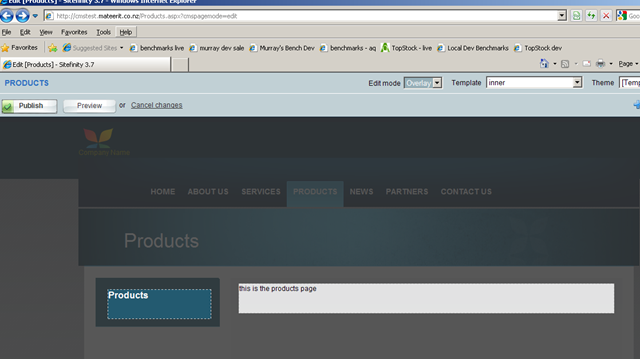 Edit [Products] - Sitefinity 3.7 - Windows Internet Explorer
http://cmstest.mateerit.co.nz/Products.aspx?cmspagemode=edit
File Edit View Favorites Tools Help
Favorites Suggested Sites benchmarks live murray dev sale Murray's Bench Dev benchmarks - aq TopStock - live Local Dev Benchmarks TopStock dev
Edit [Products] - Sitefinity 3.7
Page
PRODUCTS Edit mode Overlay Template inner Theme
Publish Preview or Cancel changes
Company Name
HOME ABOUT US SERVICES PRODUCTS NEWS PARTNERS CONTACT US
Products
Products
this is the products page